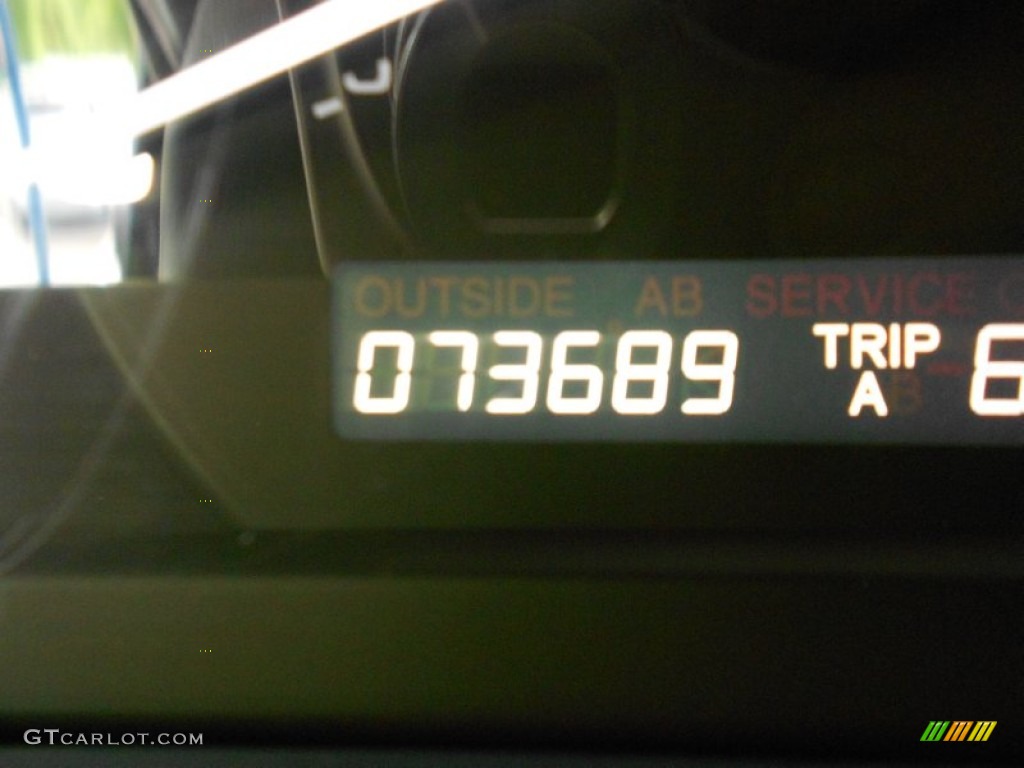 OUTSIDE AB SERVICE
073689 TRIP A 6
GTCARLOT.COM